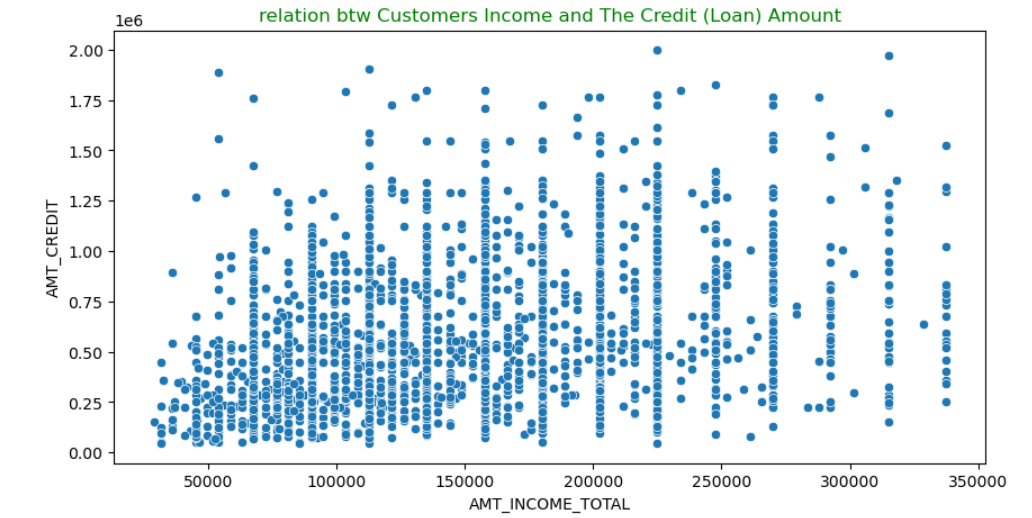 relation btw Customers Income and The Credit (Loan) Amount
1e6
2.00
1.75
1.50
1.25
1.00
0.75
0.50
0.25
0.00
AMT_CREDIT
50000 100000 150000 200000 250000 300000 350000
AMT_INCOME_TOTAL